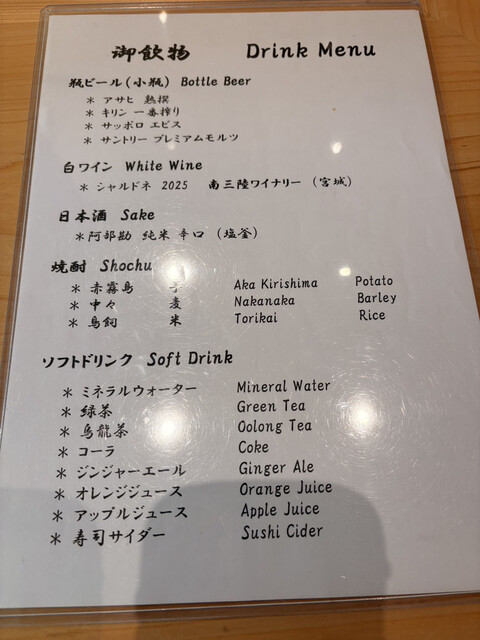 御飲物 Drink Menu
瓶ビール(小瓶) Bottle Beer
* アサヒ 熟撰
* キリン 一番搾り
* サッポロ エビス
* サントリー プレミアムモルツ
白ワイン White Wine
* シャルドネ 2025 南三陸ワイナリー (宮城)
日本酒 Sake
*阿部勘 純米 辛口 (塩釜)
焼酎 Shochu
* 赤霧島 Aka Kirishima Potato
* 中々 麦 Nakanaka Barley
* 鳥飼 米 Torikai Rice
ソフトドリンク Soft Drink
* ミネラルウォーター Mineral Water
* 緑茶 Green Tea
* 烏龍茶 Oolong Tea
* コーラ Coke
* ジンジャーエール Ginger Ale
* オレンジジュース Orange Juice
* アップルジュース Apple Juice
* 寿司サイダー Sushi Cider